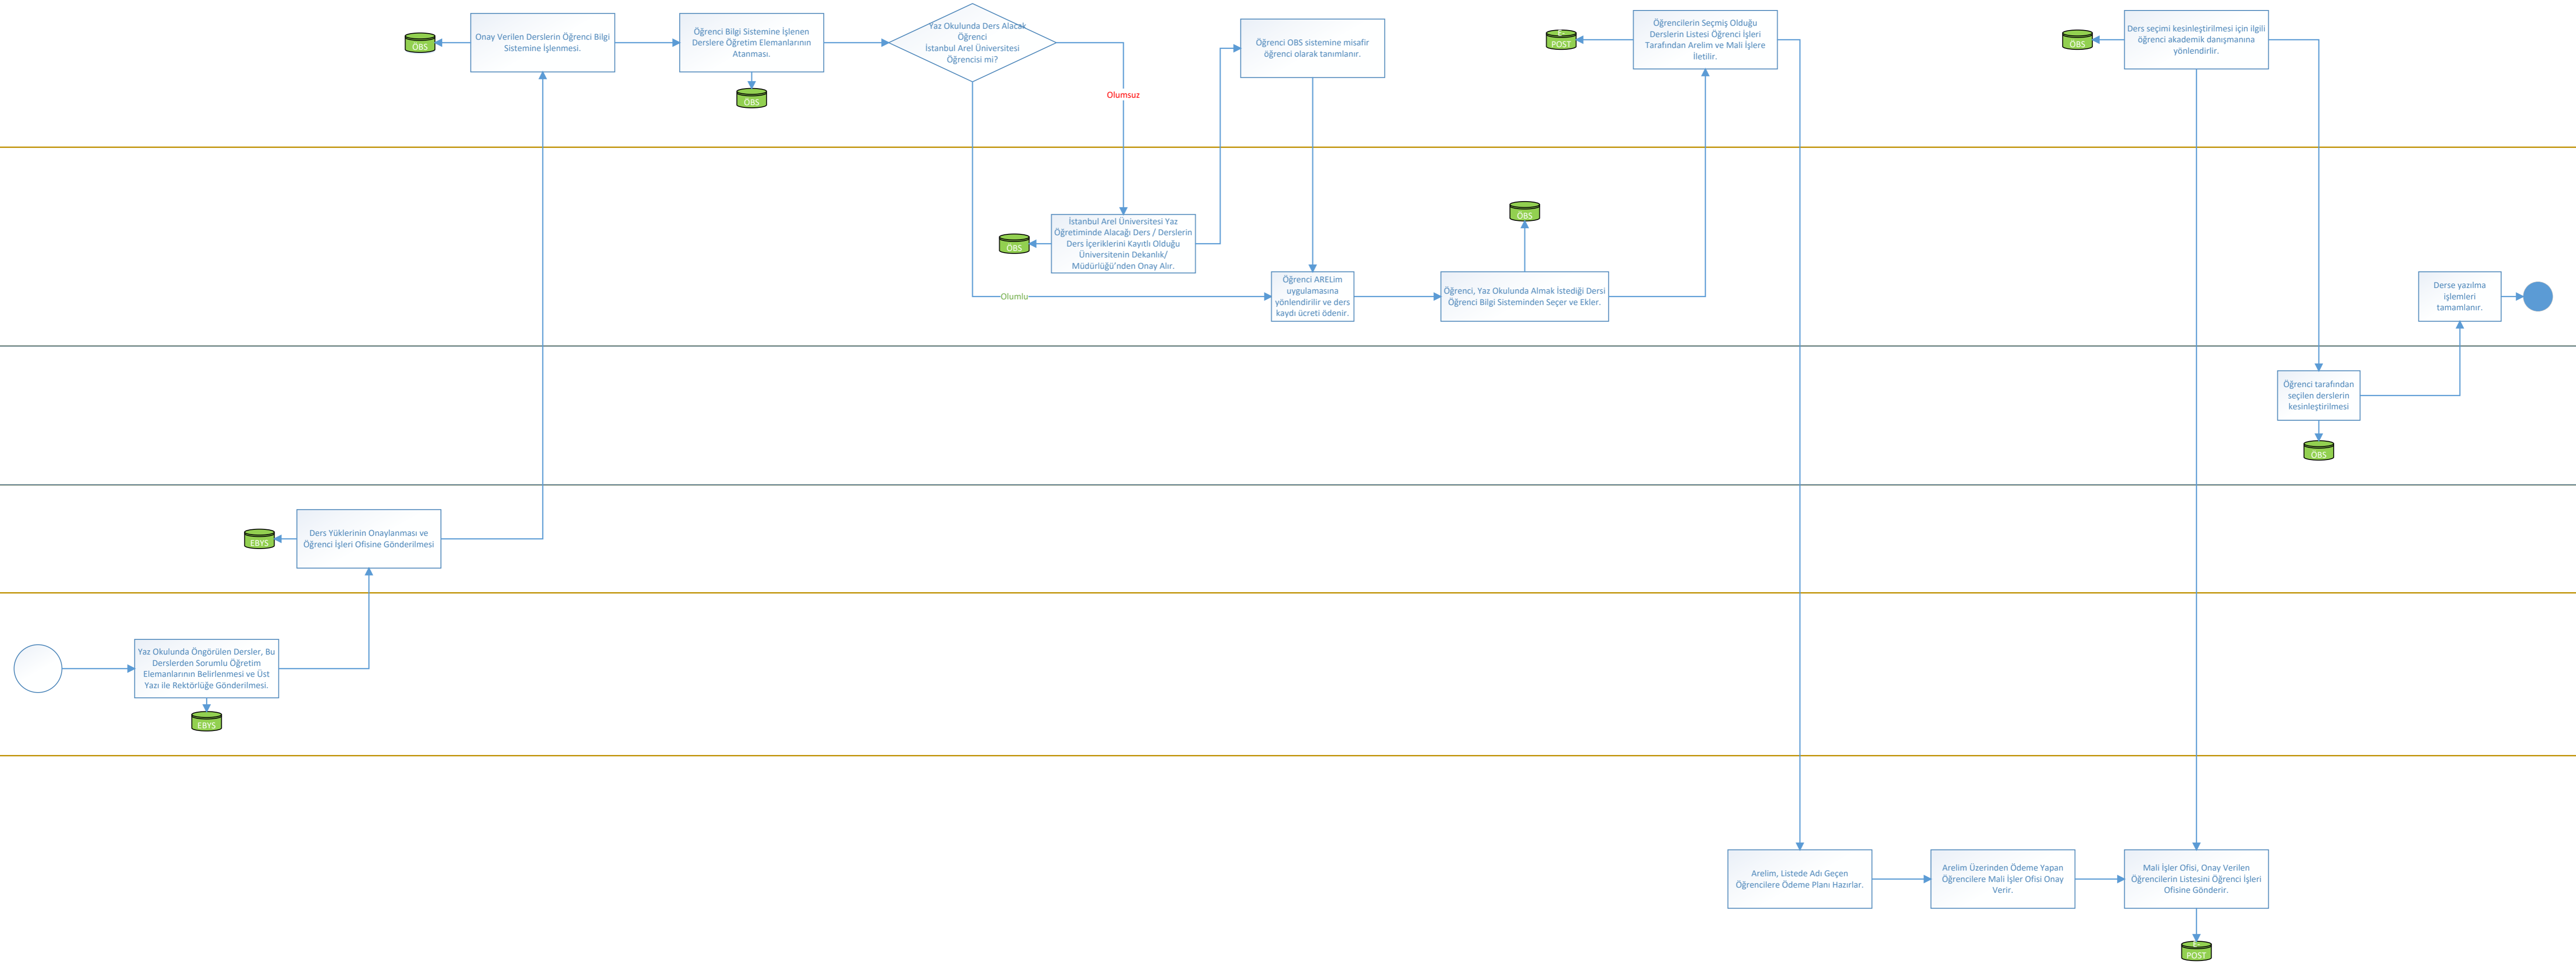 Onay Verilen Derslerin Öğrenci Bilgi
Sistemine İşlenmesi.
ÖBS
Öğrenci Bilgi Sistemine İşlenen
Derslere Öğretim Elemanlarının
Atanması.
ÖBS
Yaz Okulunda Ders Alacak
Öğrenci
İstanbul Arel Üniversitesi
Öğrencisi mi?
Olumsuz
Öğrenci OBS sistemine misafir
öğrenci olarak tanımlanır.
POST
Öğrencilerin Seçmiş Olduğu
Derslerin Listesi Öğrenci İşleri
Tarafından Arelim ve Mali İşlere
İletilir.
ÖBS
Ders seçimi kesinleştirilmesi için ilgili
öğrenci akademik danışmanına
yönlendirlir.
ÖBS
İstanbul Arel Üniversitesi Yaz
Öğretiminde Alacağı Ders / Derslerin
Ders İçeriklerini Kayıtlı Olduğu
Üniversitenin Dekanlık/
Müdürlüğü’nden Onay Alır.
Olumlu
Öğrenci ARELim
uygulamasına
yönlendirilir ve ders
kaydı ücreti ödenir.
ÖBS
Öğrenci, Yaz Okulunda Almak İstediği Dersi
Öğrenci Bilgi Sisteminden Seçer ve Ekler.
Derse yazılma
işlemleri
tamamlanır.
Öğrenci tarafından
seçilen derslerin
kesinleştirilmesi
ÖBS
EBYS
Ders Yüklerinin Onaylanması ve
Öğrenci İşleri Ofisine Gönderilmesi
Yaz Okulunda Öngörülen Dersler, Bu
Derslerden Sorumlu Öğretim
Elemanlarının Belirlenmesi ve Üst
Yazı ile Rektörlüğe Gönderilmesi.
EBYS
Arelim, Listede Adı Geçen
Öğrencilere Ödeme Planı Hazırlar.
Arelim Üzerinden Ödeme Yapan
Öğrencilere Mali İşler Ofisi Onay
Verir.
Mali İşler Ofisi, Onay Verilen
Öğrencilerin Listesini Öğrenci İşleri
Ofisine Gönderir.
POST